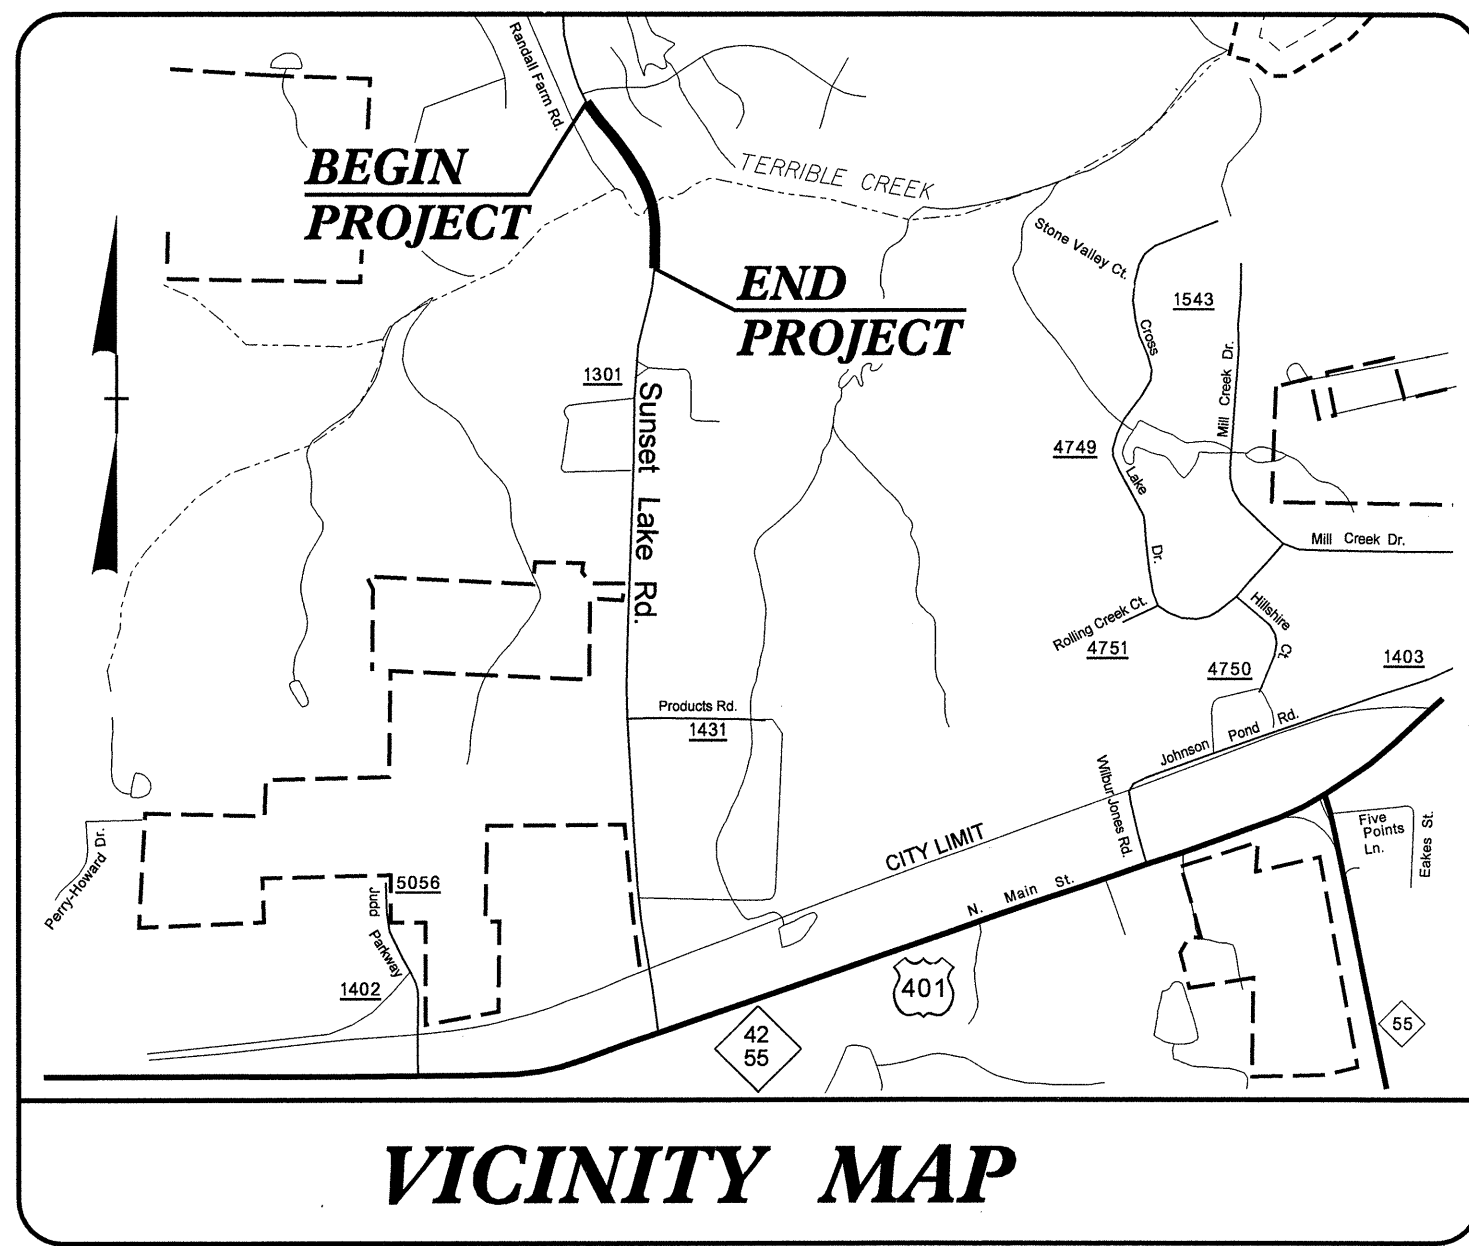 Randall Farm Rd.
BEGIN
PROJECT
TERRIBLE CREEK
END
PROJECT
Stone Valley Ct.
1543
Cross
Lake
Dr.
Mill Creek Dr.
1301
Sunset Lake Rd.
4749
Mill Creek Dr.
Rolling Creek Ct.
4751
Hillshire
Ct.
4750
1403
Products Rd.
1431
Johnson Pond Rd.
Wilbur Jones Rd.
CITY LIMIT
N. Main St.
Five
Points
Ln.
Eakes St.
Perry-Howard Dr.
5056
Judd
Parkway
1402
401
42
55
55
VICINITY MAP